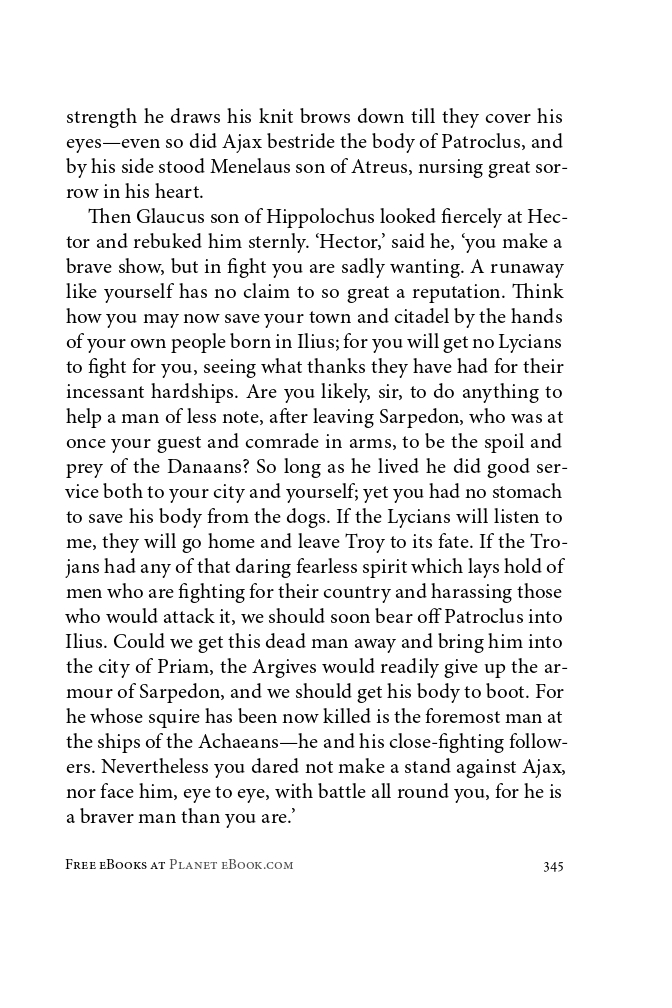 strength he draws his knit brows down till they cover his
eyes—even so did Ajax bestride the body of Patroclus, and
by his side stood Menelaus son of Atreus, nursing great sor-
row in his heart.
Then Glaucus son of Hippolochus looked fiercely at Hec-
tor and rebuked him sternly. ‘Hector,’ said he, ‘you make a
brave show, but in fight you are sadly wanting. A runaway
like yourself has no claim to so great a reputation. Think
how you may now save your town and citadel by the hands
of your own people born in Ilius; for you will get no Lycians
to fight for you, seeing what thanks they have had for their
incessant hardships. Are you likely, sir, to do anything to
help a man of less note, after leaving Sarpedon, who was at
once your guest and comrade in arms, to be the spoil and
prey of the Danaans? So long as he lived he did good ser-
vice both to your city and yourself; yet you had no stomach
to save his body from the dogs. If the Lycians will listen to
me, they will go home and leave Troy to its fate. If the Tro-
jans had any of that daring fearless spirit which lays hold of
men who are fighting for their country and harassing those
who would attack it, we should soon bear off Patroclus into
Ilius. Could we get this dead man away and bring him into
the city of Priam, the Argives would readily give up the ar-
mour of Sarpedon, and we should get his body to boot. For
he whose squire has been now killed is the foremost man at
the ships of the Achaeans—he and his close-fighting follow-
ers. Nevertheless you dared not make a stand against Ajax,
nor face him, eye to eye, with battle all round you, for he is
a braver man than you are.’
Free eBooks at Planet eBook.com 345